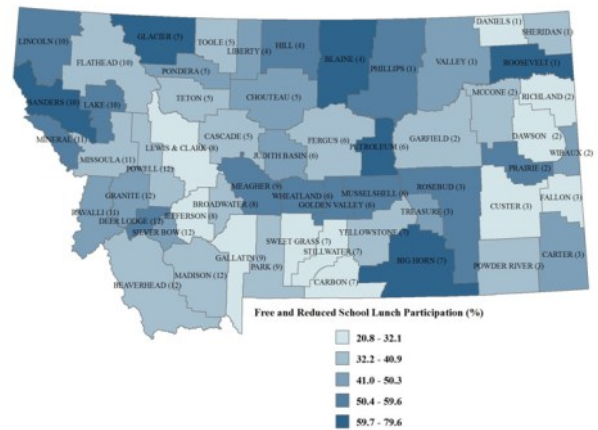 DANIELS (1)
SHERIDAN (1)
LINCOLN (10)
GLACIER (5)
TOOLE (5)
LIBERTY (4)
HILL (4)
BLAINE (4)
PHILLIPS (1)
VALLEY (1)
ROOSEVELT (1)
FLATHEAD (10)
PONDERA (5)
TETON (5)
CHOUTEAU (5)
MCCONE (2)
RICHLAND (2)
SANDERS (10)
LAKE (10)
MINERAL (11)
LEWIS & CLARK (8)
CASCADE (5)
FERGUS (6)
PETROLEUM (6)
GARFIELD (2)
DAWSON (2)
WIBAUX (2)
MISSOULA (11)
POWELL (12)
JUDITH BASIN (6)
PRAIRIE (2)
GRANITE (12)
MEAGHER (9)
WHEATLAND (6)
MUSSELSHELL (6)
GOLDEN VALLEY (6)
ROSEBUD (3)
TREASURE (3)
CUSTER (3)
FALLON (3)
RAVALLI (11)
DEER LODGE (12)
JEFFERSON (8)
BROADWATER (8)
SILVER BOW (12)
SWEET GRASS (7)
STILLWATER (7)
YELLOWSTONE (7)
GALLATIN (9)
PARK (9)
BIG HORN (7)
POWDER RIVER (3)
CARTER (3)
MADISON (12)
BEAVERHEAD (12)
CARBON (7)
Free and Reduced School Lunch Participation (%)
20.8 - 32.1
32.2 - 40.9
41.0 - 50.3
50.4 - 59.6
59.7 - 79.6